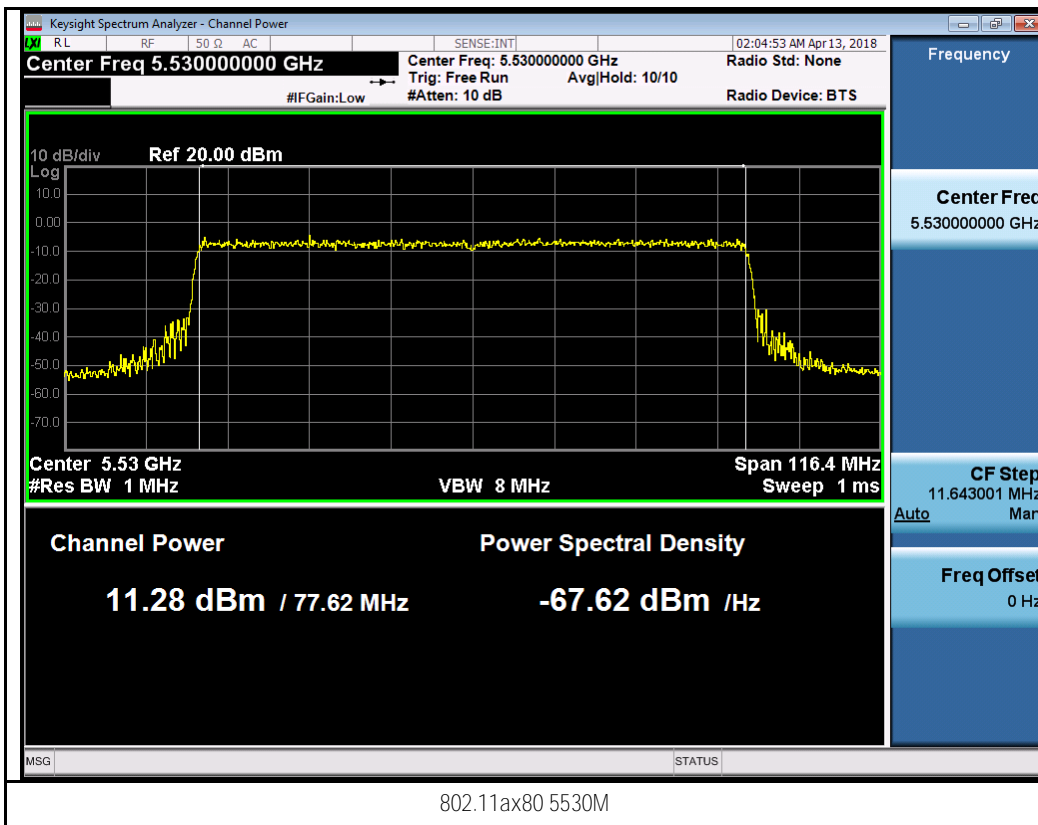 Keysight Spectrum Analyzer - Channel Power
LXI RL RF 50 Ω AC SENSE:INT 02:04:53 AM Apr 13, 2018
Center Freq 5.530000000 GHz
#IFGain:Low
Center Freq: 5.530000000 GHz
Trig: Free Run Avg|Hold: 10/10
#Atten: 10 dB
Radio Std: None
Radio Device: BTS
10 dB/div Ref 20.00 dBm
Log
10.0
0.00
-10.0
-20.0
-30.0
-40.0
-50.0
-60.0
-70.0
Center 5.53 GHz Span 116.4 MHz
#Res BW 1 MHz VBW 8 MHz Sweep 1 ms
Channel Power Power Spectral Density
11.28 dBm / 77.62 MHz -67.62 dBm /Hz
MSG STATUS
Frequency
Center Freq
5.530000000 GHz
CF Step
11.643001 MHz
Auto Man
Freq Offset
0 Hz
802.11ax80 5530M